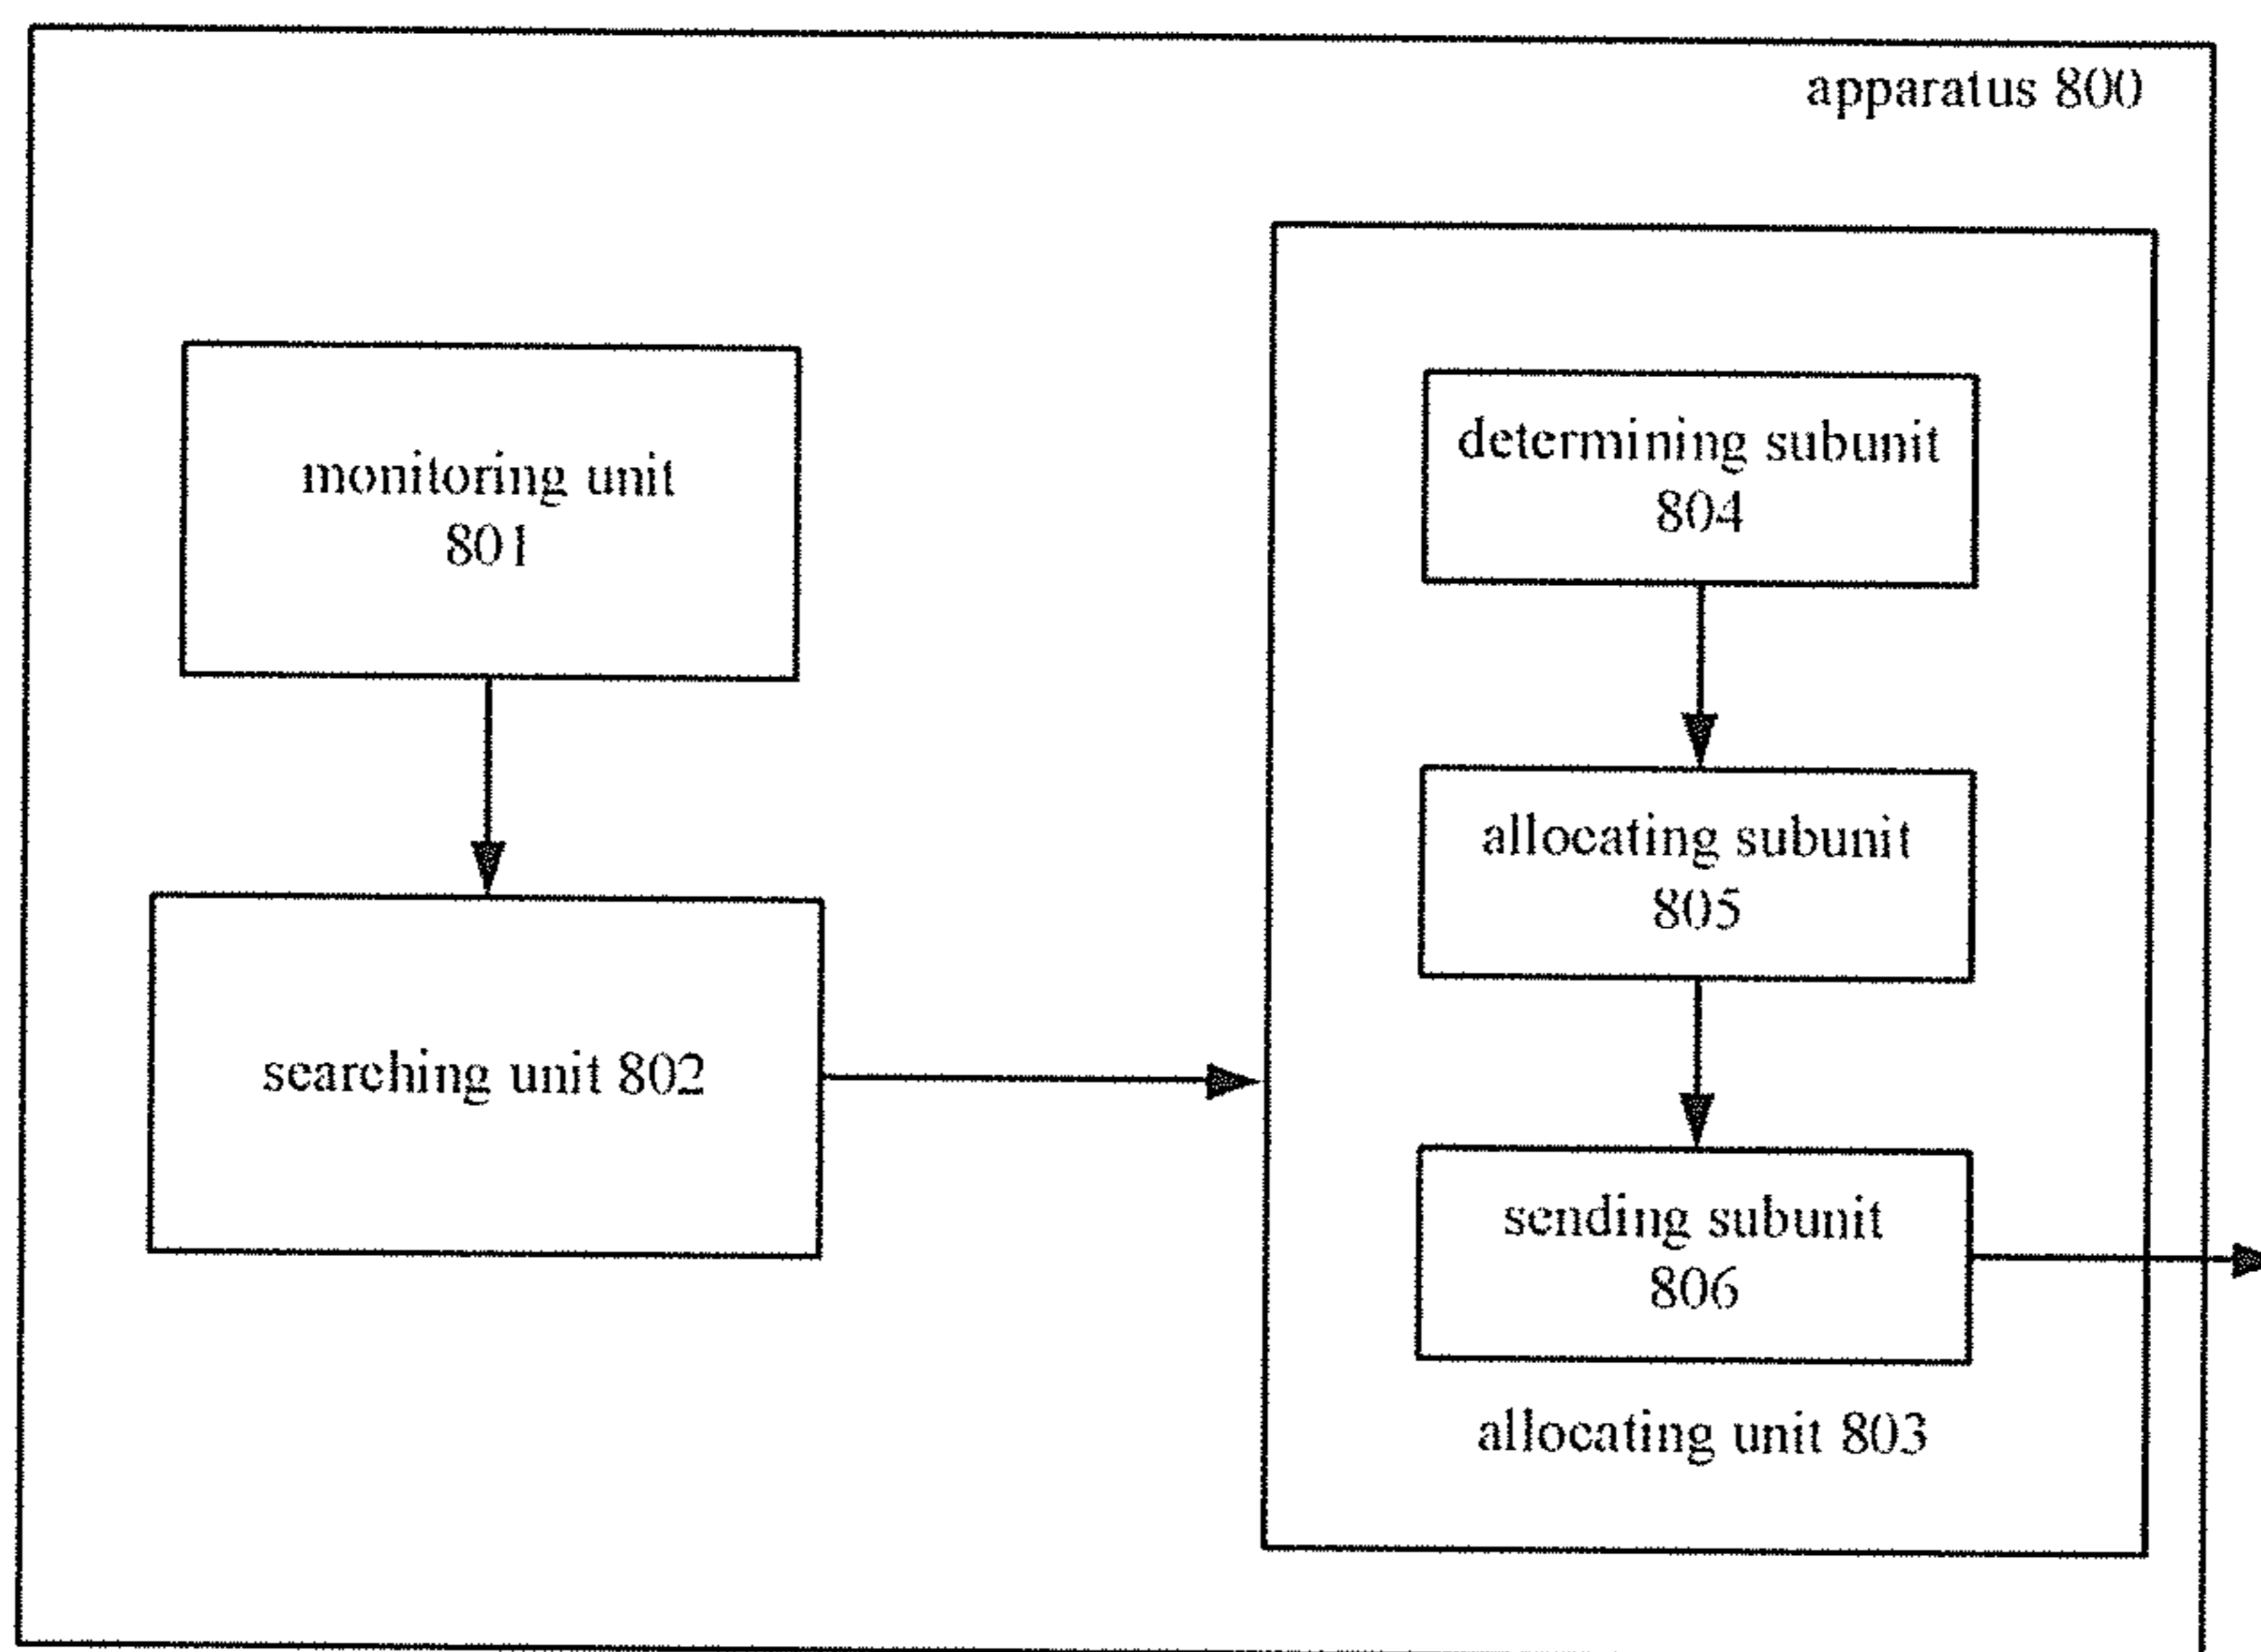 apparatus 800
monitoring unit
801
searching unit 802
determining subunit
804
allocating subunit
805
sending subunit
806
allocating unit 803